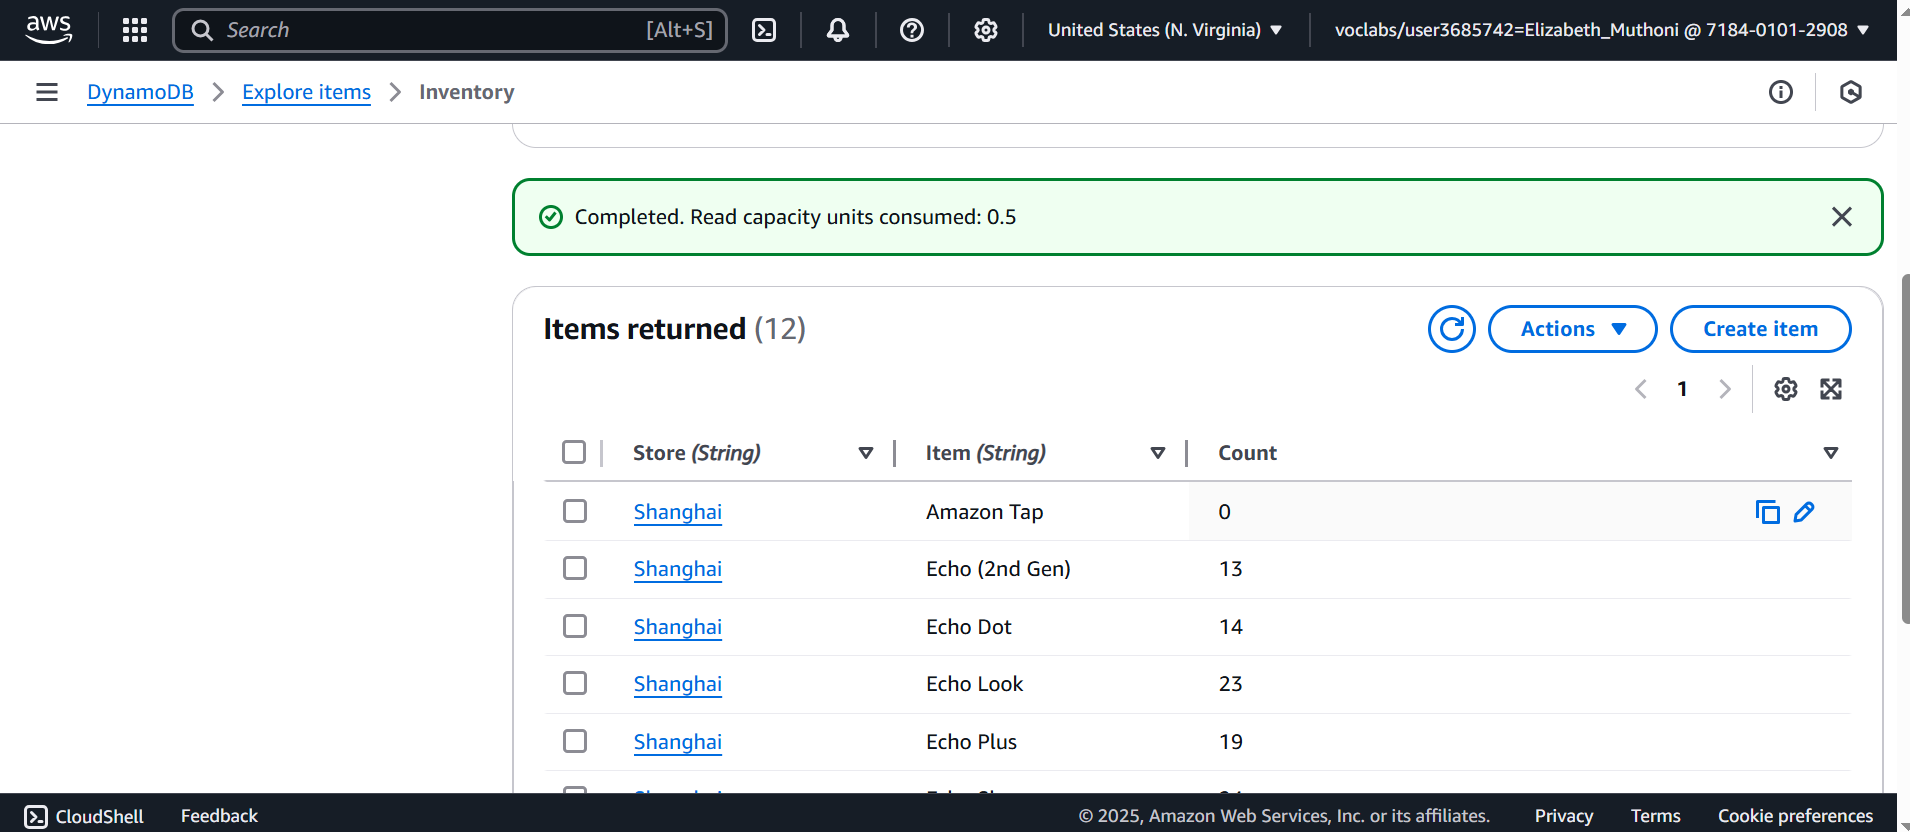 aws
Search [Alt+S]
United States (N. Virginia)
voclabs/user3685742=Elizabeth_Muthoni @ 7184-0101-2908
DynamoDB
Explore items
Inventory
Completed. Read capacity units consumed: 0.5
Items returned (12)
Actions
Create item
1
Store (String) Item (String) Count
Shanghai Amazon Tap 0
Shanghai Echo (2nd Gen) 13
Shanghai Echo Dot 14
Shanghai Echo Look 23
Shanghai Echo Plus 19
CloudShell Feedback © 2025, Amazon Web Services, Inc. or its affiliates. Privacy Terms Cookie preferences